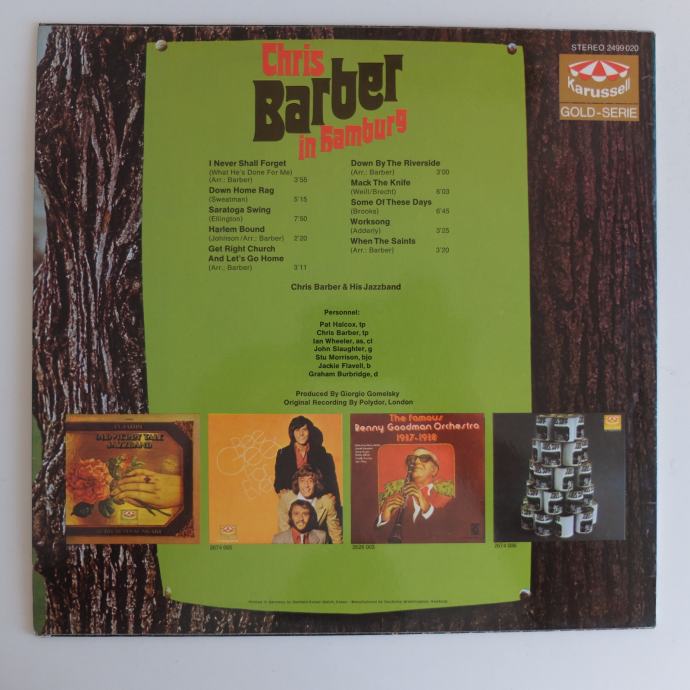 STEREO 2499 020
Karussell
GOLD-SERIE
Chris
Barber
in hamburg
I Never Shall Forget
(What He's Done For Me)
(Arr.: Barber) 3'55
Down Home Rag
(Sweatman) 5'15
Saratoga Swing
(Ellington) 7'50
Harlem Bound
(Johnson/Arr.: Barber) 2'20
Get Right Church
And Let's Go Home
(Arr.: Barber) 3'11
Down By The Riverside
(Arr.: Barber) 3'00
Mack The Knife
(Weill/Brecht) 6'03
Some Of These Days
(Brooks) 6'45
Worksong
(Adderly) 3'25
When The Saints
(Arr.: Barber) 3'20
Chris Barber & His Jazzband
Personnel:
Pat Halcox, tp
Chris Barber, tp
Ian Wheeler, as, cl
John Slaughter, g
Stu Morrison, bjo
Jackie Flavell, b
Graham Burbridge, d
Produced By Giorgio Gomelsky
Original Recording By Polydor, London
OLD MERRY TALE
JAZZBAND
The Famous
Benny Goodman Orchestra
1937-1938